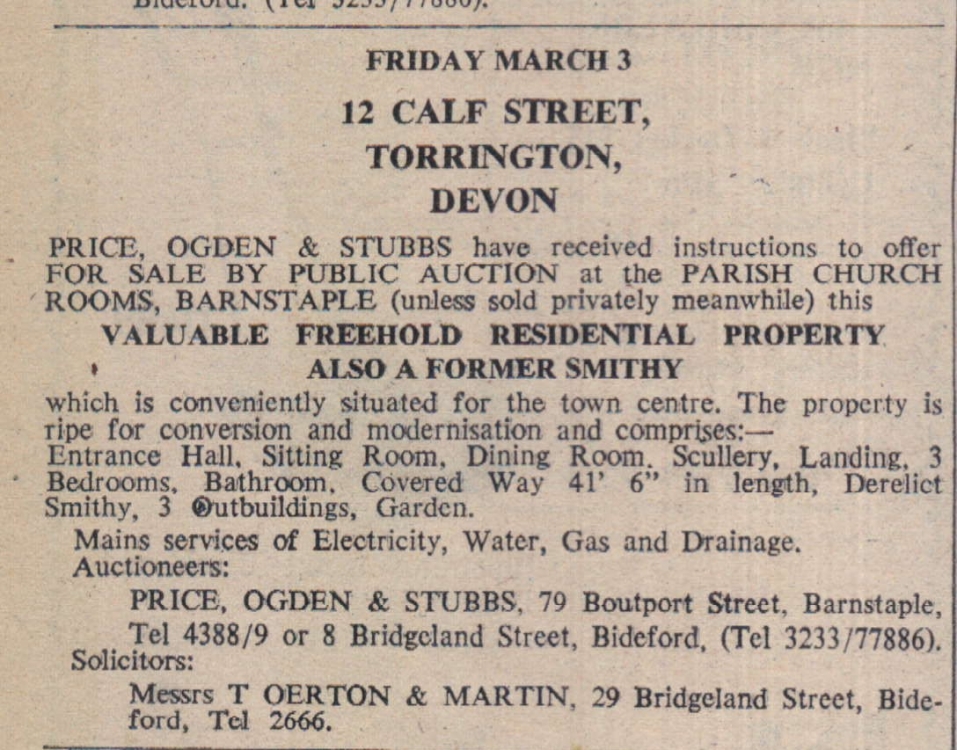 Bideford. (Tel 3233/77886).
FRIDAY MARCH 3
12 CALF STREET,
TORRINGTON,
DEVON
PRICE, OGDEN & STUBBS have received instructions to offer
FOR SALE BY PUBLIC AUCTION at the PARISH CHURCH
ROOMS, BARNSTAPLE (unless sold privately meanwhile) this
VALUABLE FREEHOLD RESIDENTIAL PROPERTY
ALSO A FORMER SMITHY
which is conveniently situated for the town centre. The property is
ripe for conversion and modernisation and comprises:—
Entrance Hall, Sitting Room, Dining Room. Scullery, Landing, 3
Bedrooms, Bathroom, Covered Way 41' 6" in length, Derelict
Smithy, 3 Outbuildings, Garden.
Mains services of Electricity, Water, Gas and Drainage.
Auctioneers:
PRICE, OGDEN & STUBBS, 79 Boutport Street, Barnstaple,
Tel 4388/9 or 8 Bridgeland Street, Bideford, (Tel 3233/77886).
Solicitors:
Messrs T OERTON & MARTIN, 29 Bridgeland Street, Bide-
ford, Tel 2666.